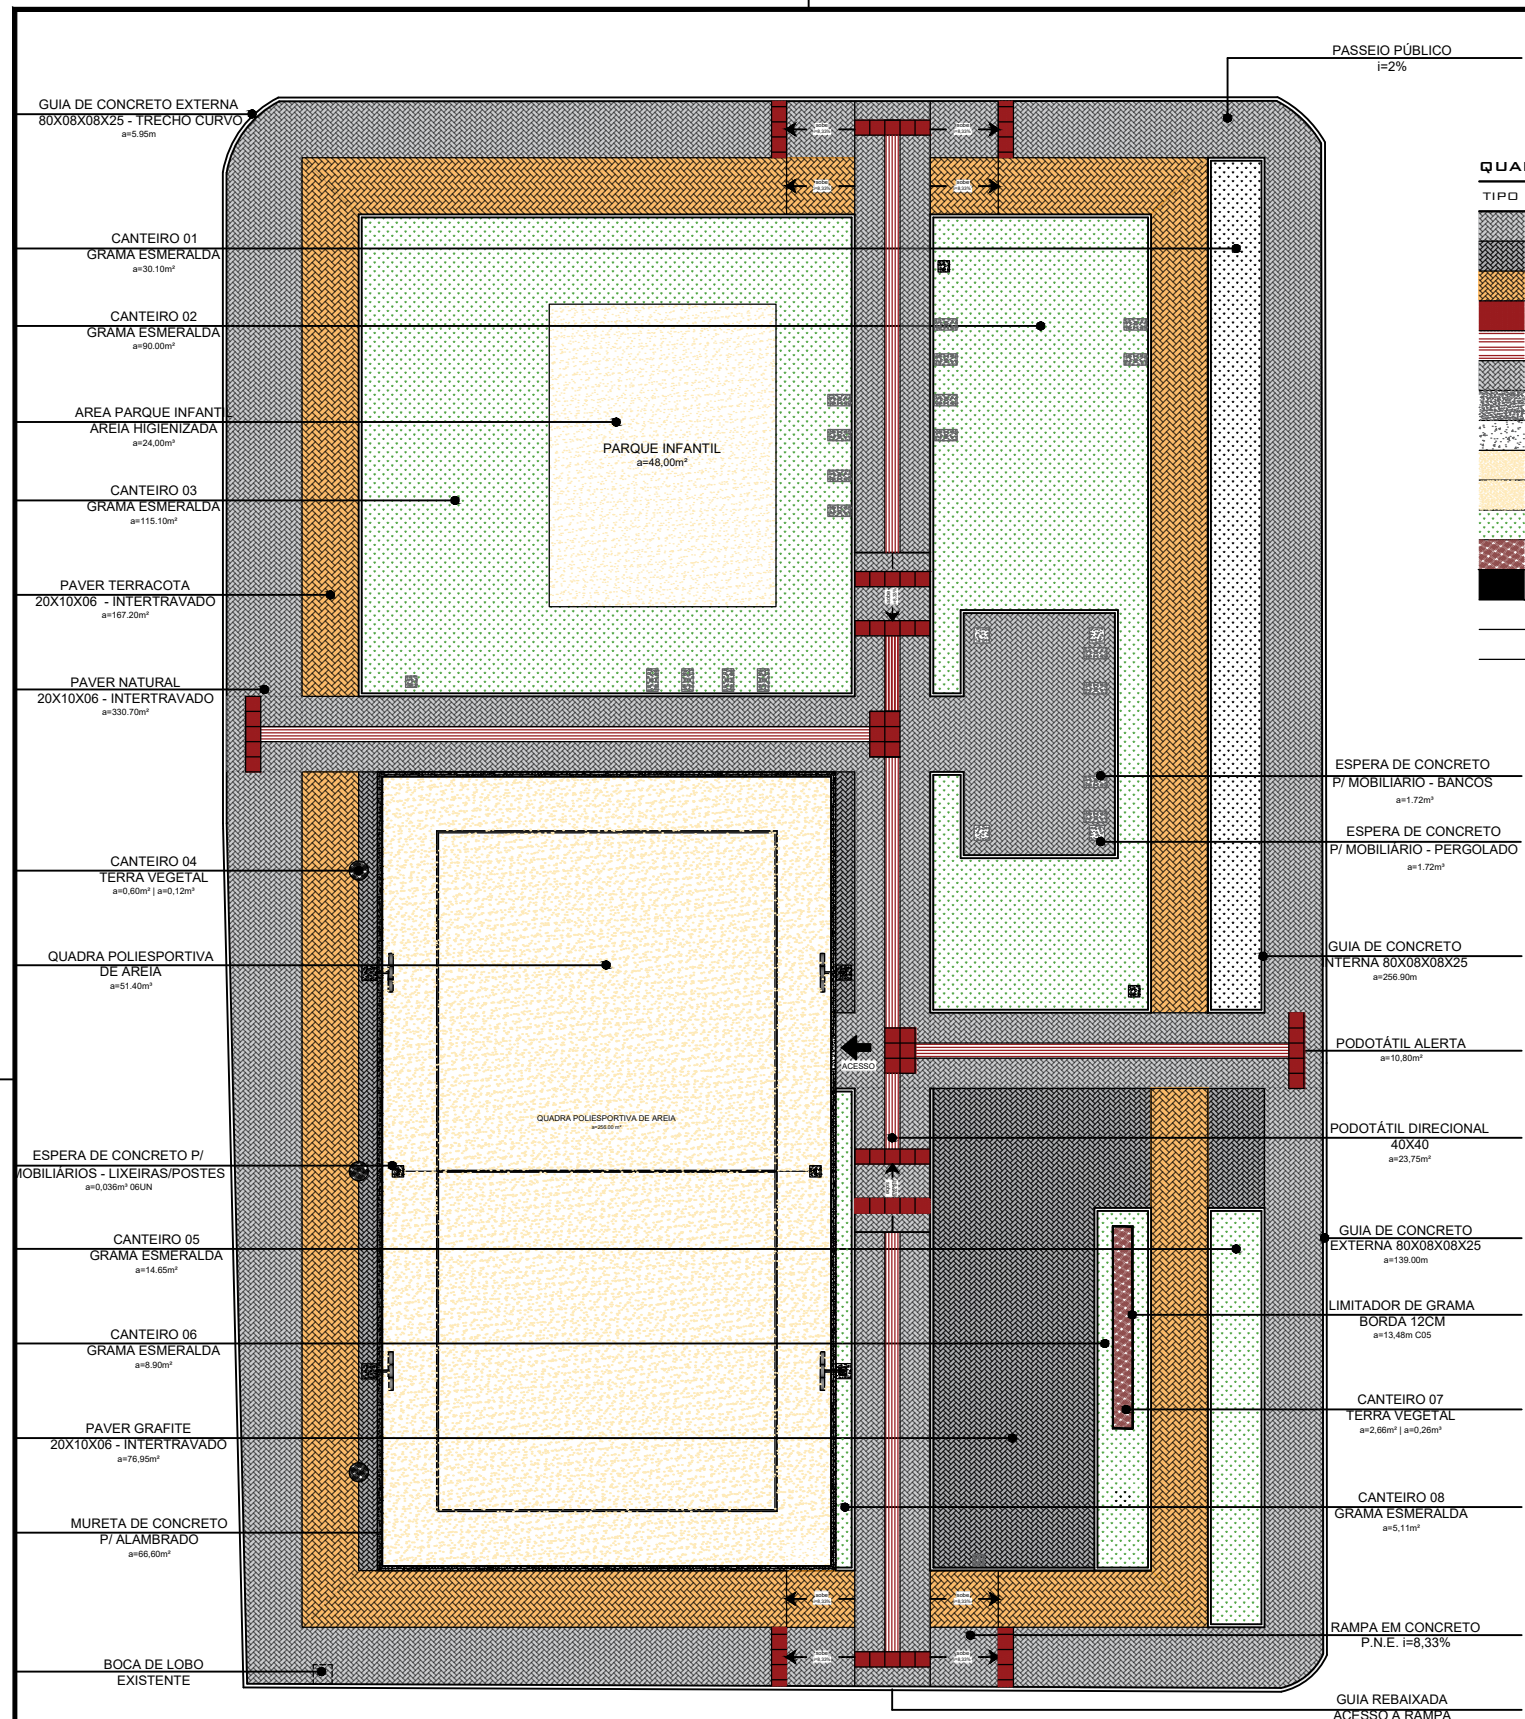 PASSEIO PÚBLICO
i=2%
GUIA DE CONCRETO EXTERNA
80X08X08X25 - TRECHO CURVO
a=5.95m
QUA
TIPO
CANTEIRO 01
GRAMA ESMERALDA
a=30.10m²
CANTEIRO 02
GRAMA ESMERALDA
a=90.00m²
AREA PARQUE INFANTIL
AREIA HIGIENIZADA
a=24,00m³
PARQUE INFANTIL
a=48,00m²
CANTEIRO 03
GRAMA ESMERALDA
a=115.10m²
PAVER TERRACOTA
20X10X06 - INTERTRAVADO
a=167.20m²
PAVER NATURAL
20X10X06 - INTERTRAVADO
a=330.70m²
ESPERA DE CONCRETO
P/ MOBILIÁRIO - BANCOS
a=1.72m³
ESPERA DE CONCRETO
P/ MOBILIÁRIO - PERGOLADO
a=1.72m³
CANTEIRO 04
TERRA VEGETAL
a=0,60m² | a=0,12m³
QUADRA POLIESPORTIVA
DE AREIA
a=51.40m³
GUIA DE CONCRETO
INTERNA 80X08X08X25
a=256.90m
PODOTÁTIL ALERTA
a=10,80m²
ACESSO
QUADRA POLIESPORTIVA DE AREIA
a=256.00 m²
PODOTÁTIL DIRECIONAL
40X40
a=23,75m²
ESPERA DE CONCRETO P/
MOBILIÁRIOS - LIXEIRAS/POSTES
a=0,036m³ 06UN
CANTEIRO 05
GRAMA ESMERALDA
a=14.65m²
GUIA DE CONCRETO
EXTERNA 80X08X08X25
a=139.00m
LIMITADOR DE GRAMA
BORDA 12CM
a=13,48m C05
CANTEIRO 06
GRAMA ESMERALDA
a=8.90m²
CANTEIRO 07
TERRA VEGETAL
a=2,66m² | a=0,26m³
PAVER GRAFITE
20X10X06 - INTERTRAVADO
a=76,95m²
CANTEIRO 08
GRAMA ESMERALDA
a=5,11m²
MURETA DE CONCRETO
P/ ALAMBRADO
a=66,60m²
RAMPA EM CONCRETO
P.N.E. i=8,33%
BOCA DE LOBO
EXISTENTE
GUIA REBAIXADA
ACESSO A RAMPA